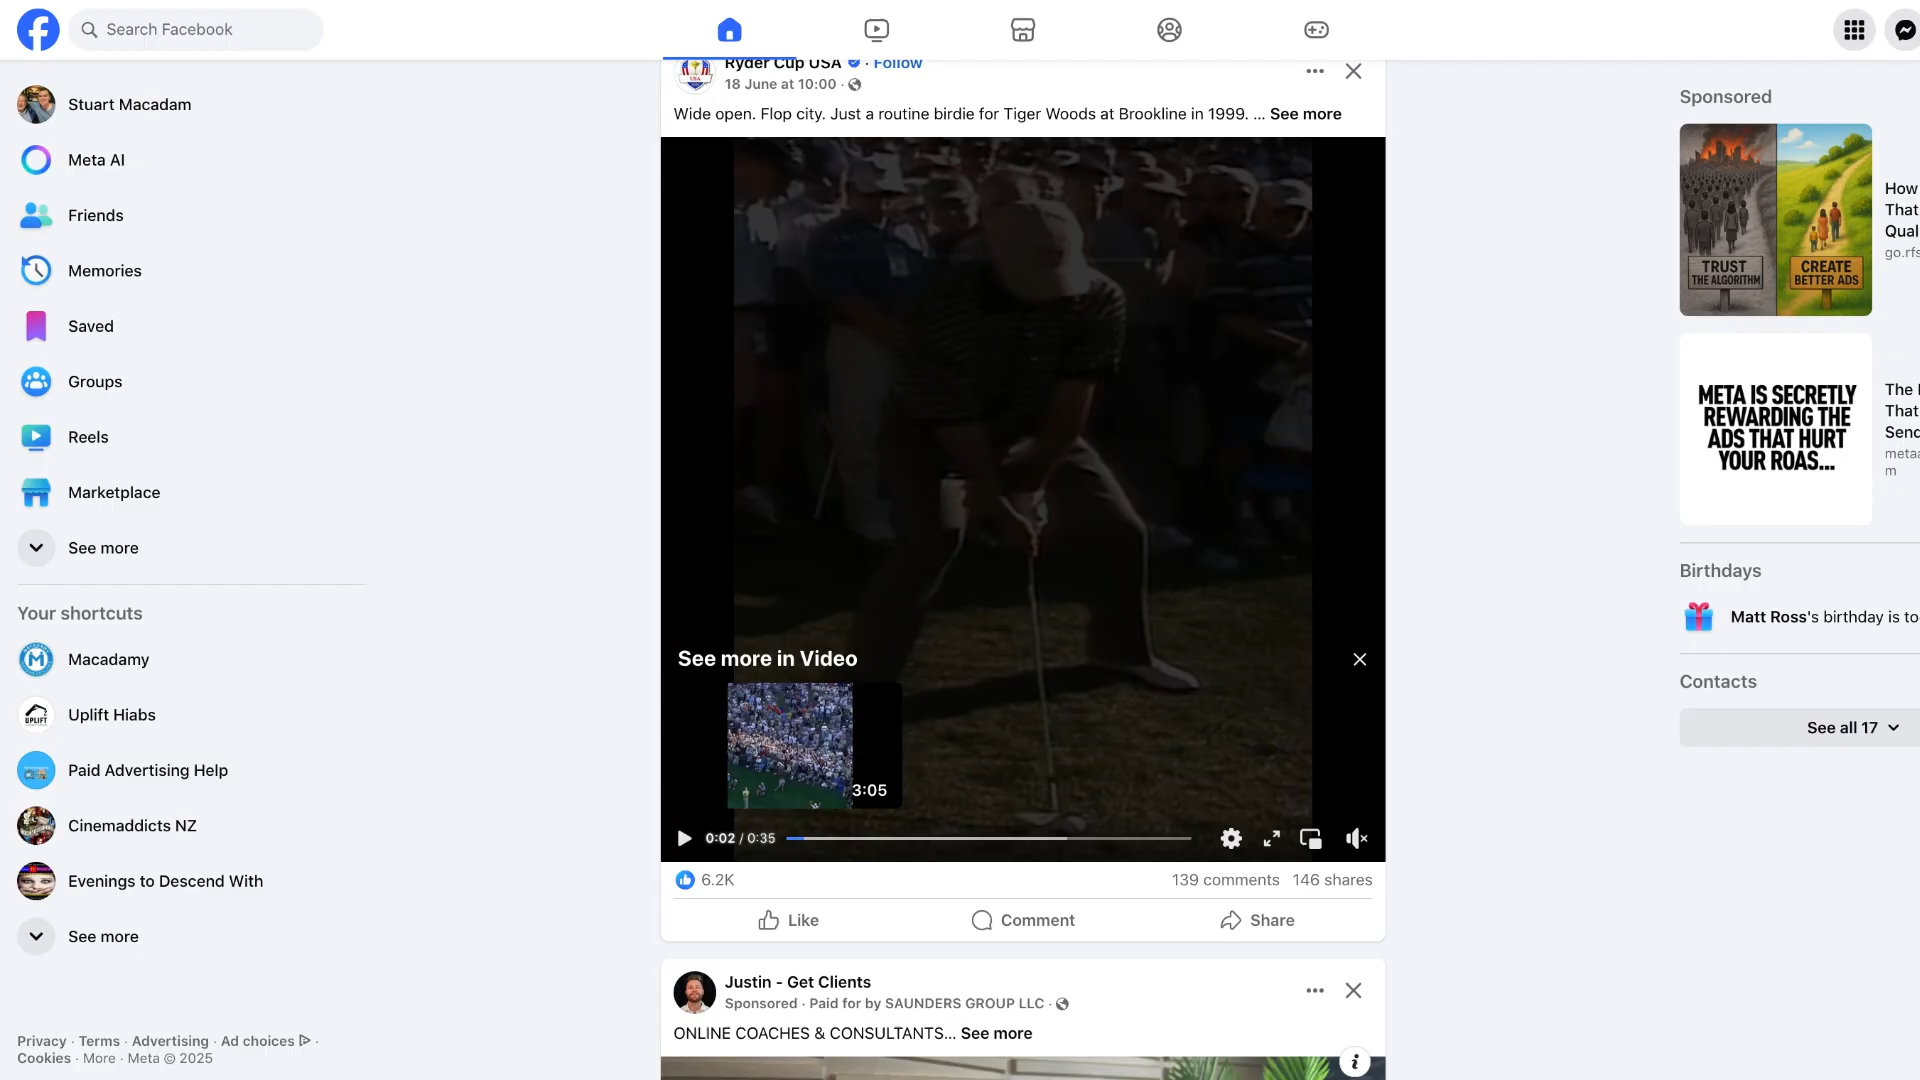 Search Facebook
Stuart Macadam
Meta AI
Friends
Memories
Saved
Groups
Reels
Marketplace
See more
Your shortcuts
Macadamy
Uplift Hiabs
Paid Advertising Help
Cinemaddicts NZ
Evenings to Descend With
See more
Privacy · Terms · Advertising · Ad choices ·
Cookies · More · Meta © 2025
Ryder Cup USA · Follow
18 June at 10:00 ·
Wide open. Flop city. Just a routine birdie for Tiger Woods at Brookline in 1999. ... See more
See more in Video
3:05
0:02 / 0:35
6.2K
139 comments 146 shares
Like Comment Share
Justin - Get Clients
Sponsored · Paid for by SAUNDERS GROUP LLC ·
ONLINE COACHES & CONSULTANTS... See more
Sponsored
TRUST
THE ALGORITHM
CREATE
BETTER ADS
How
That
Qual
go.rfs
META IS SECRETLY
REWARDING THE
ADS THAT HURT
YOUR ROAS...
The
That
Send
metaa
m
Birthdays
Matt Ross's birthday is to
Contacts
See all 17